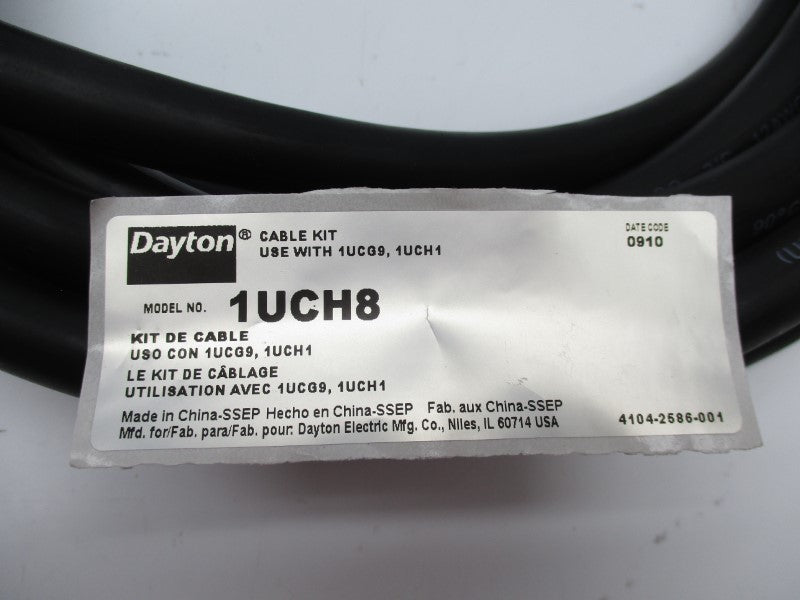 Dayton®
CABLE KIT
USE WITH 1UCG9, 1UCH1
DATE CODE
0910
MODEL NO. 1UCH8
KIT DE CABLE
USO CON 1UCG9, 1UCH1
LE KIT DE CÂBLAGE
UTILISATION AVEC 1UCG9, 1UCH1
Made in China-SSEP Hecho en China-SSEP Fab. aux China-SSEP
Mfd. for/Fab. para/Fab. pour: Dayton Electric Mfg. Co., Niles, IL 60714 USA
4104-2586-001